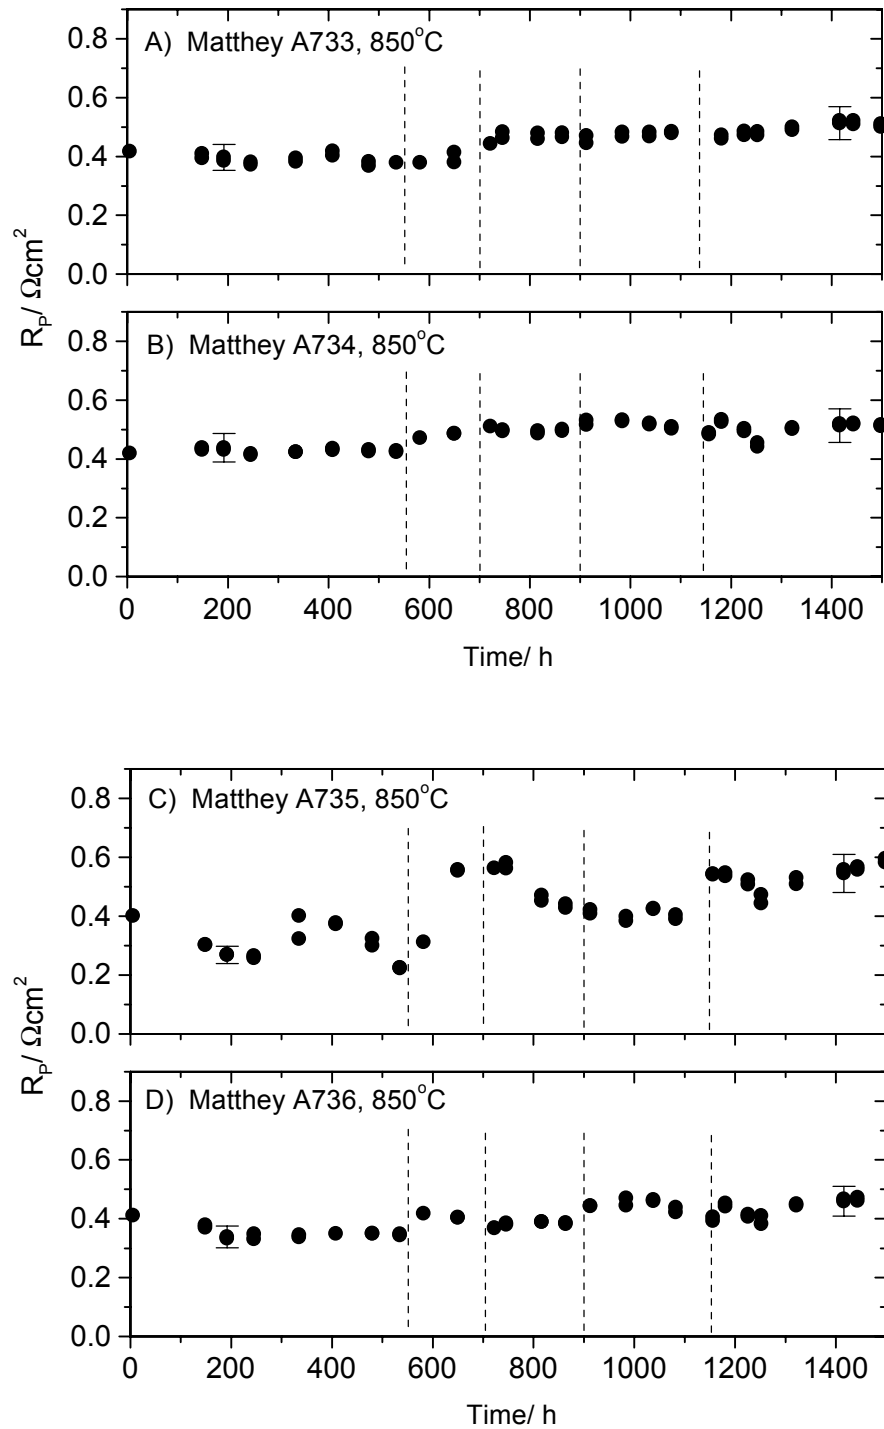 A) Matthey A733, 850°C
0.8
0.6
0.4
0.2
0.0
B) Matthey A734, 850°C
0.8
0.6
0.4
0.2
0.0
R_P/ Ωcm²
0 200 400 600 800 1000 1200 1400
Time/ h
C) Matthey A735, 850°C
0.8
0.6
0.4
0.2
0.0
D) Matthey A736, 850°C
0.8
0.6
0.4
0.2
0.0
R_P/ Ωcm²
0 200 400 600 800 1000 1200 1400
Time/ h